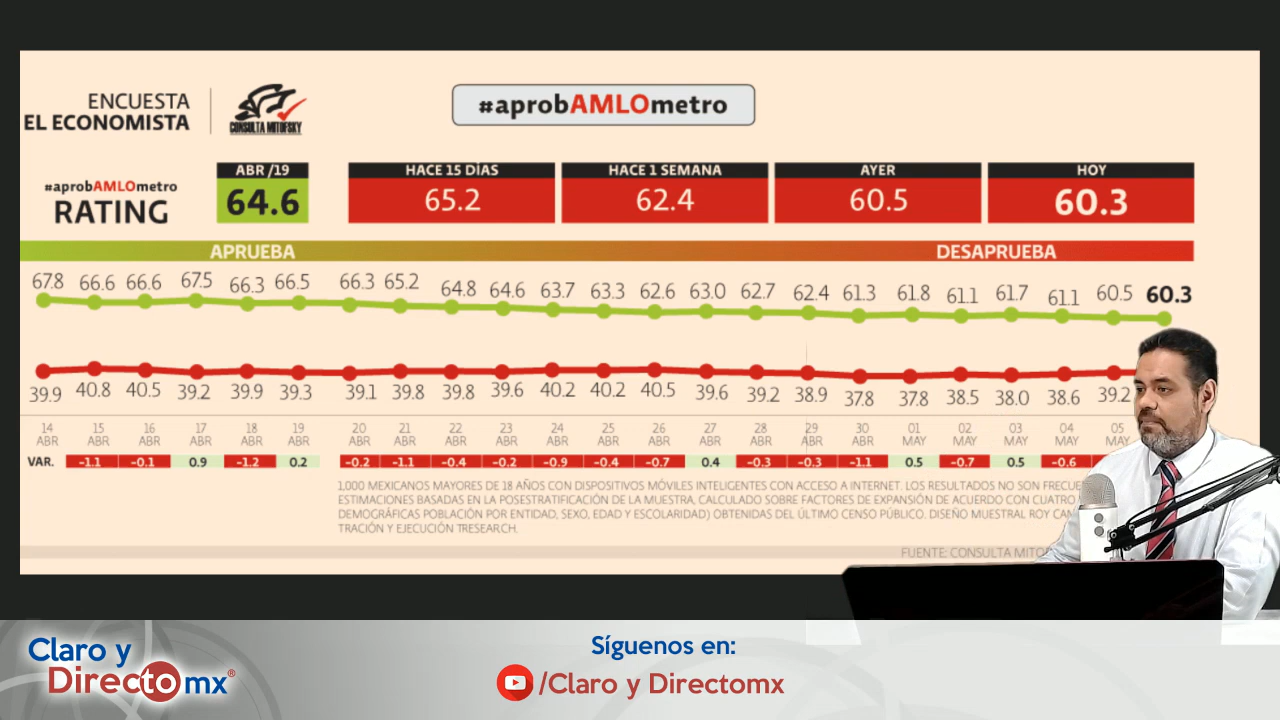 ENCUESTA
EL ECONOMISTA
CONSULTA MITOFSKY
#aprobAMLOmetro
#aprobAMLOmetro
RATING
ABR /19
64.6
HACE 15 DÍAS
65.2
HACE 1 SEMANA
62.4
AYER
60.5
HOY
60.3
APRUEBA DESAPRUEBA
67.8 66.6 66.6 67.5 66.3 66.5 66.3 65.2 64.8 64.6 63.7 63.3 62.6 63.0 62.7 62.4 61.3 61.8 61.1 61.7 61.1 60.5 60.3
39.9 40.8 40.5 39.2 39.9 39.3 39.1 39.8 39.8 39.6 40.2 40.2 40.5 39.6 39.2 38.9 37.8 37.8 38.5 38.0 38.6 39.2
14 15 16 17 18 19 20 21 22 23 24 25 26 27 28 29 30 01 02 03 04 05
ABR ABR ABR ABR ABR ABR ABR ABR ABR ABR ABR ABR ABR ABR ABR ABR ABR MAY MAY MAY MAY MAY
VAR. -1.1 -0.1 0.9 -1.2 0.2 -0.2 -1.1 -0.4 -0.2 -0.9 -0.4 -0.7 0.4 -0.3 -0.3 -1.1 0.5 -0.7 0.5 -0.6
1,000 MEXICANOS MAYORES DE 18 AÑOS CON DISPOSITIVOS MÓVILES INTELIGENTES CON ACCESO A INTERNET. LOS RESULTADOS NO SON FRECUE
ESTIMACIONES BASADAS EN LA POSESTRATIFICACIÓN DE LA MUESTRA, CALCULADO SOBRE FACTORES DE EXPANSIÓN DE ACUERDO CON CUATRO
DEMOGRÁFICAS POBLACIÓN POR ENTIDAD, SEXO, EDAD Y ESCOLARIDAD) OBTENIDAS DEL ÚLTIMO CENSO PÚBLICO. DISEÑO MUESTRAL ROY CAM
TRACIÓN Y EJECUCIÓN TRESEARCH.
FUENTE: CONSULTA MITO
Claro y
Directo mx®
Síguenos en:
/Claro y Directomx